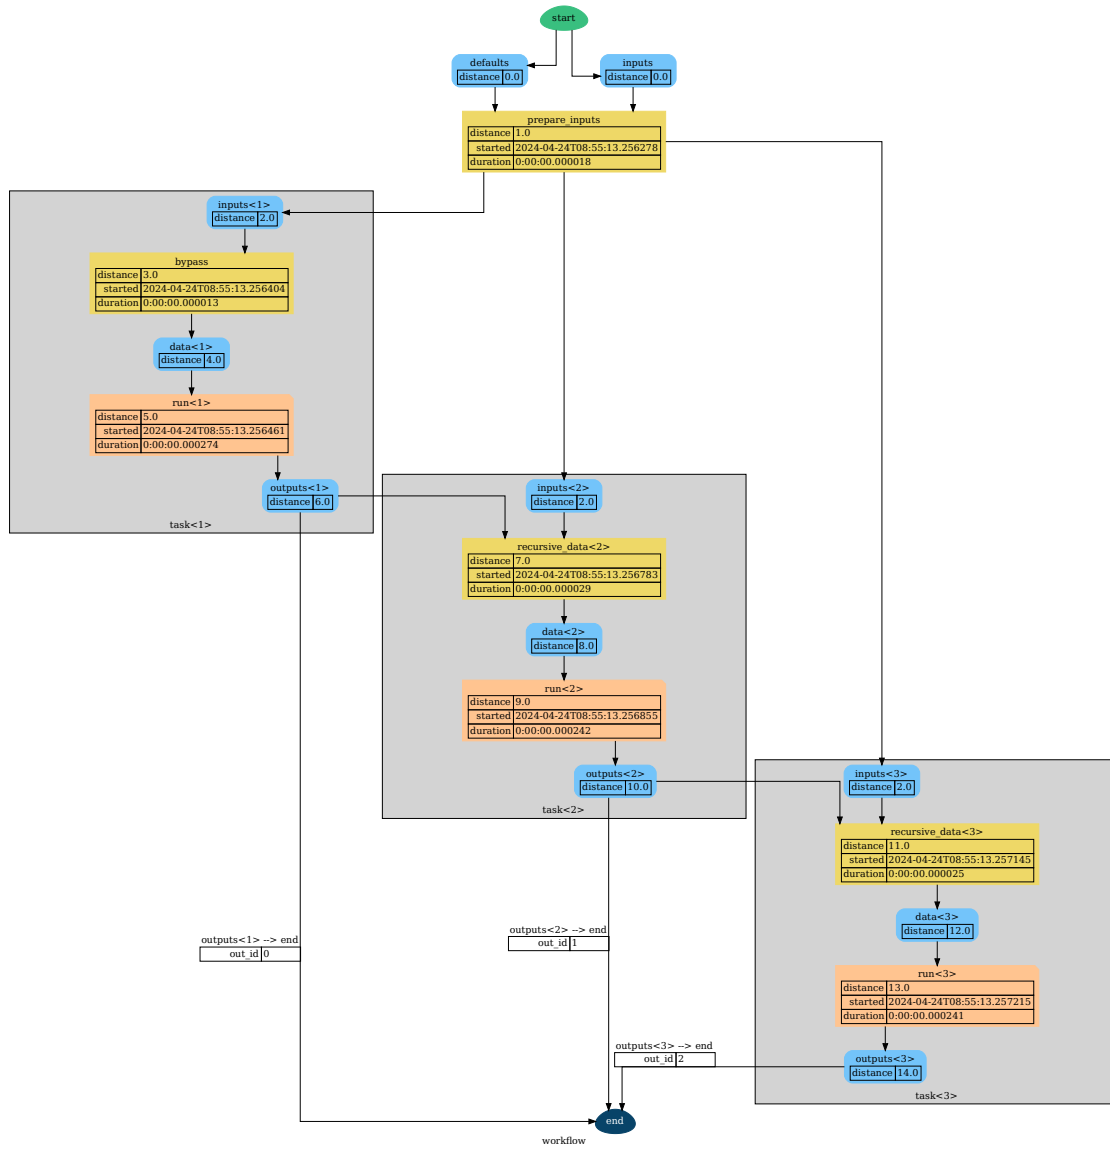 start
defaults
distance 0.0
inputs
distance 0.0
prepare_inputs
distance 1.0
started 2024-04-24T08:55:13.256278
duration 0:00:00.000018
inputs<1>
distance 2.0
bypass
distance 3.0
started 2024-04-24T08:55:13.256404
duration 0:00:00.000013
data<1>
distance 4.0
run<1>
distance 5.0
started 2024-04-24T08:55:13.256461
duration 0:00:00.000274
outputs<1>
distance 6.0
task<1>
inputs<2>
distance 2.0
recursive_data<2>
distance 7.0
started 2024-04-24T08:55:13.256783
duration 0:00:00.000029
data<2>
distance 8.0
run<2>
distance 9.0
started 2024-04-24T08:55:13.256855
duration 0:00:00.000242
outputs<2>
distance 10.0
task<2>
inputs<3>
distance 2.0
recursive_data<3>
distance 11.0
started 2024-04-24T08:55:13.257145
duration 0:00:00.000025
data<3>
distance 12.0
run<3>
distance 13.0
started 2024-04-24T08:55:13.257215
duration 0:00:00.000241
outputs<3>
distance 14.0
task<3>
outputs<1> --> end
out_id 0
outputs<2> --> end
out_id 1
outputs<3> --> end
out_id 2
end
workflow